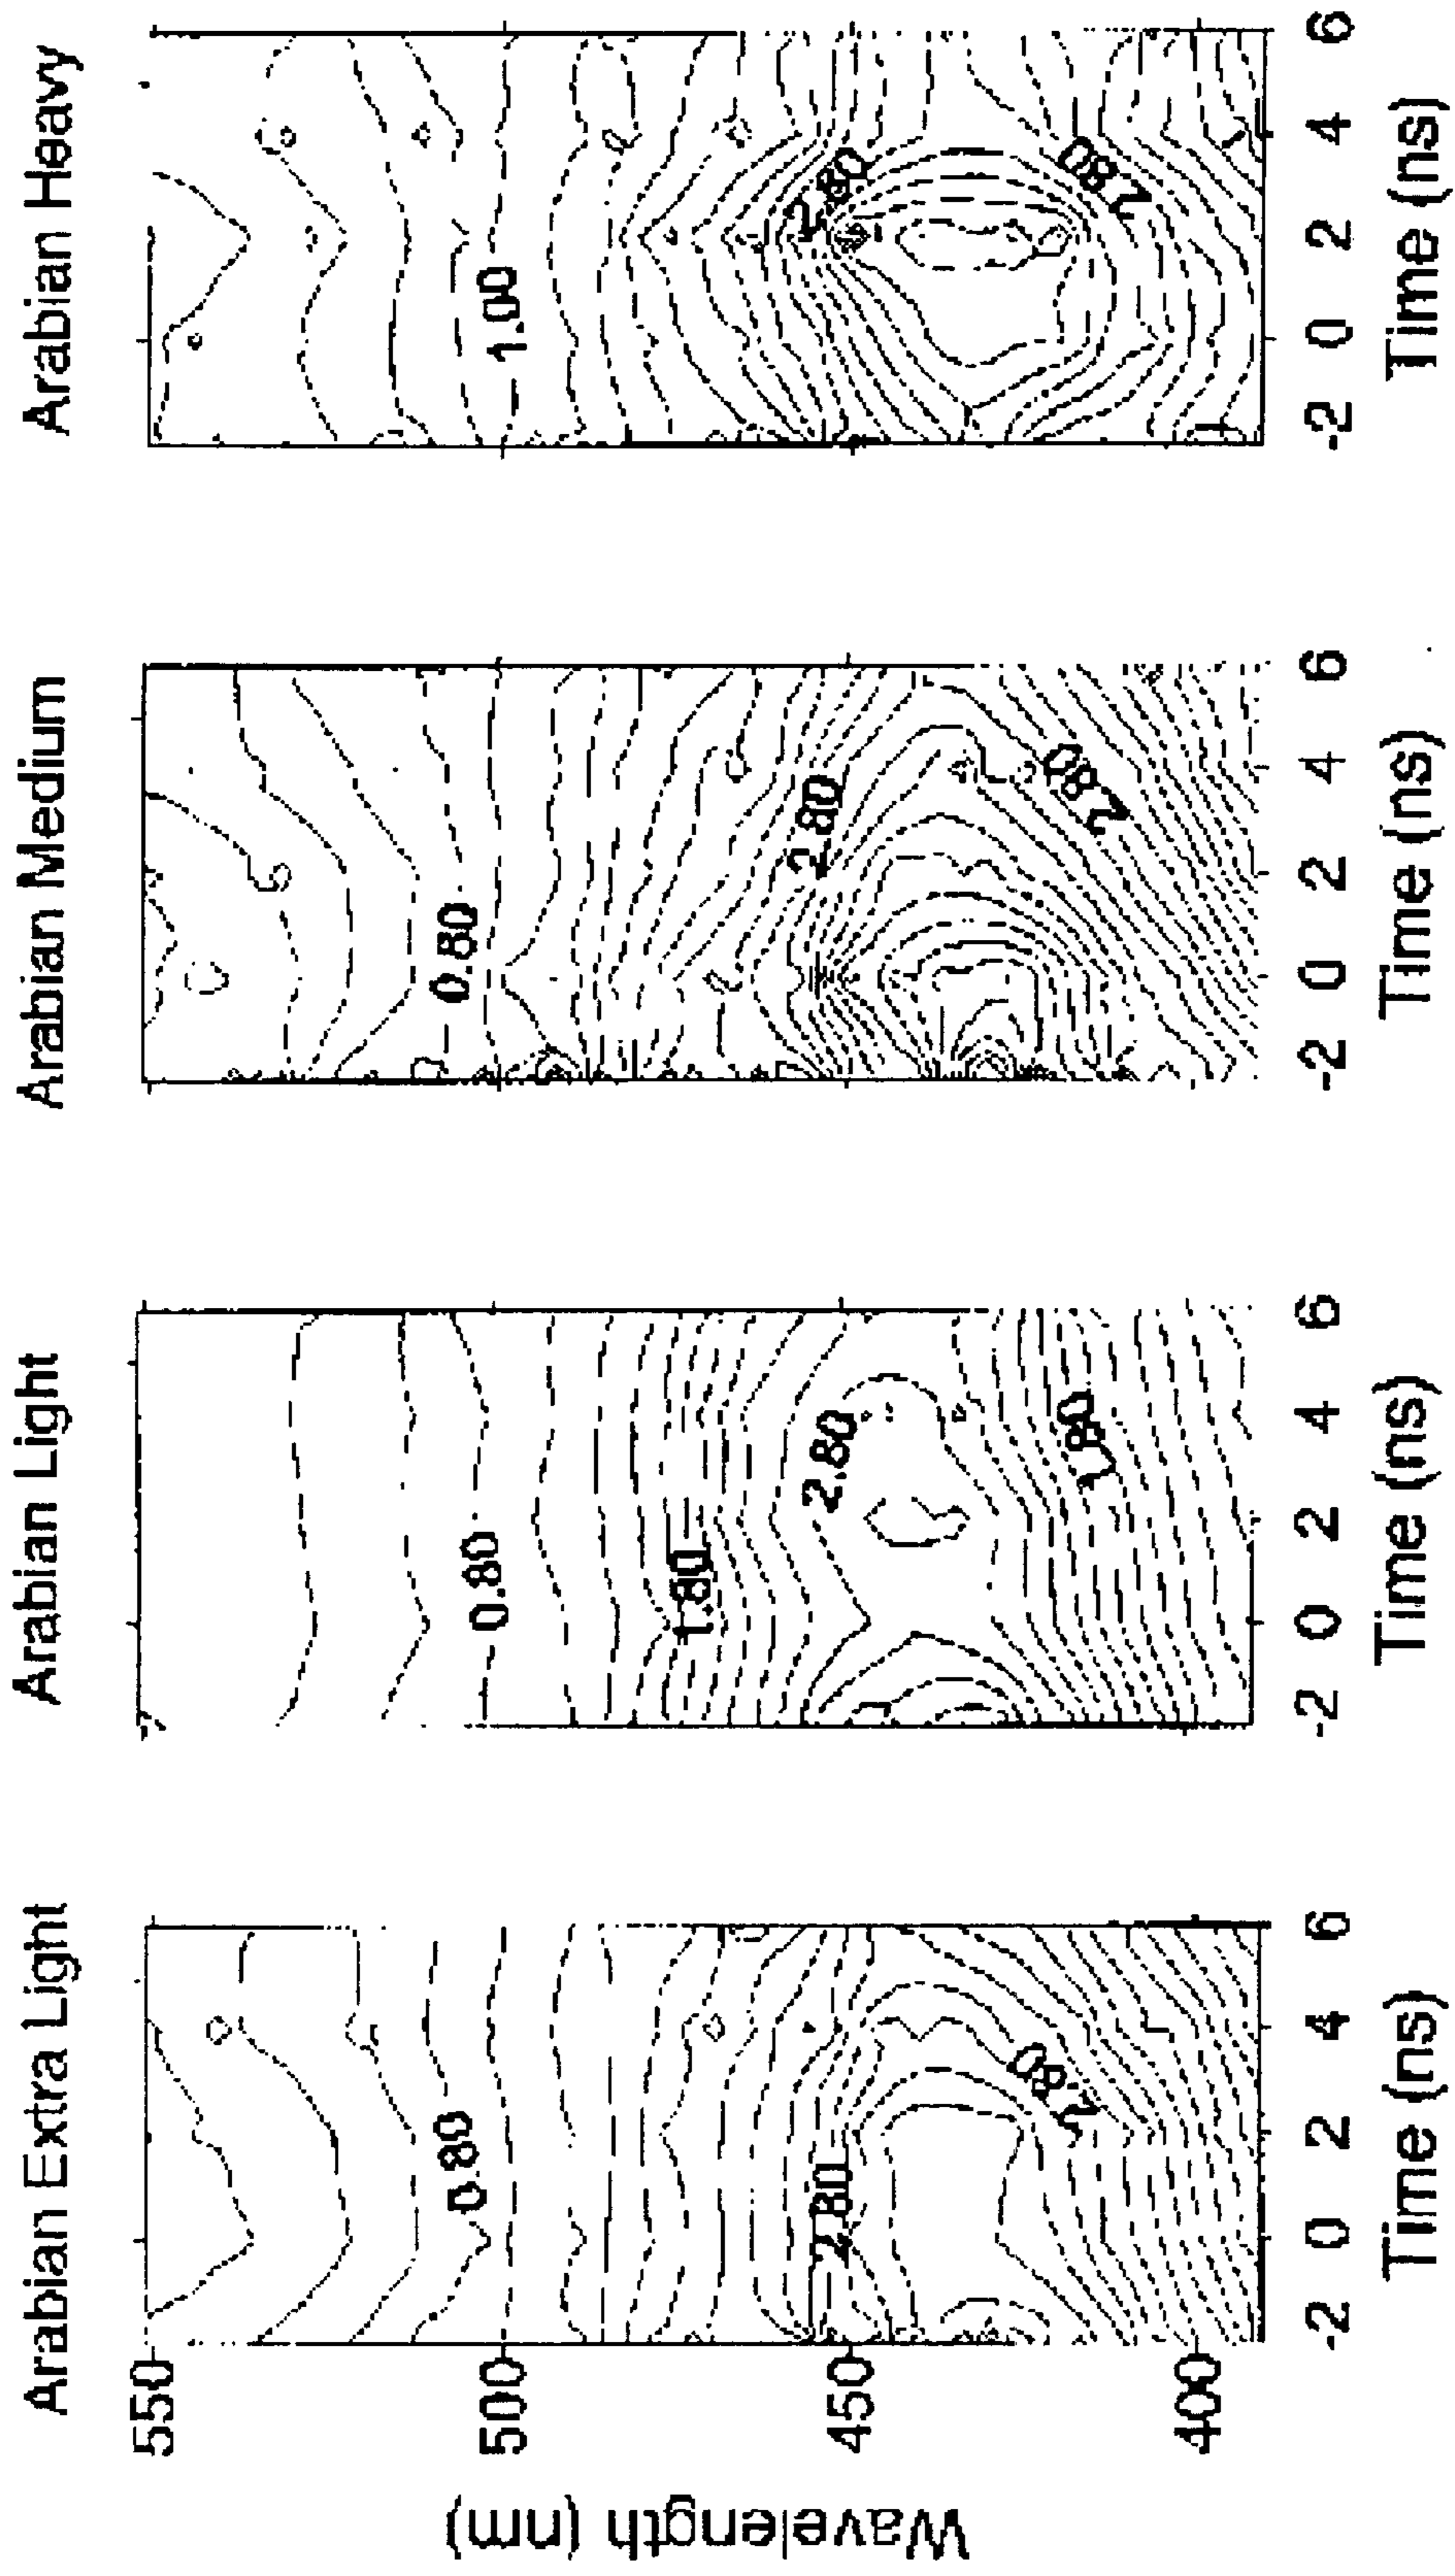 Arabian Extra Light
Arabian Light
Arabian Medium
Arabian Heavy
Wavelength (nm)
550
500
450
400
0.80
2.80
2.80
0.80
1.80
2.80
1.80
0.80
2.80
2.80
1.00
2.80
2.80
-2 0 2 4 6
-2 0 2 4 6
-2 0 2 4 6
-2 0 2 4 6
Time (ns)
Time (ns)
Time (ns)
Time (ns)